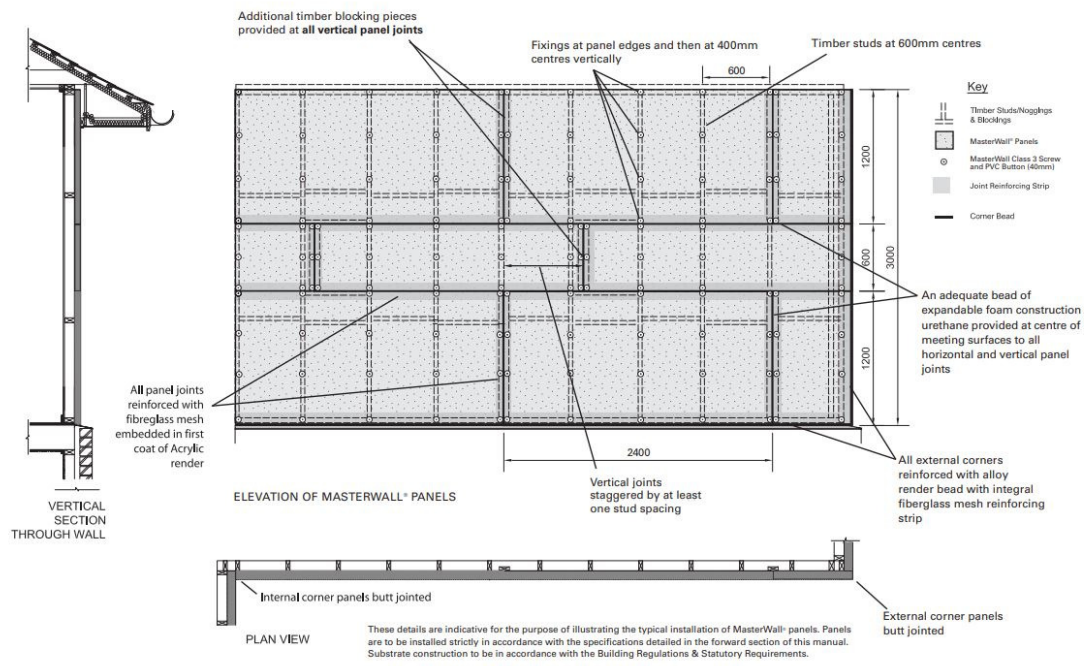 Additional timber blocking pieces
provided at all vertical panel joints
Fixings at panel edges and then at 400mm
centres vertically
Timber studs at 600mm centres
600
Key
Timber Studs/Nogglings
& Blockings
MasterWall® Panels
MasterWall Class 3 Screw
and PVC Button (40mm)
Joint Reinforcing Strip
Corner Bead
1200
600
3000
1200
An adequate bead of
expandable foam construction
urethane provided at centre of
meeting surfaces to all
horizontal and vertical panel
joints
All panel joints
reinforced with
fibreglass mesh
embedded in first
coat of Acrylic
render
2400
All external corners
reinforced with alloy
render bead with integral
fiberglass mesh reinforcing
strip
Vertical joints
staggered by at least
one stud spacing
ELEVATION OF MASTERWALL® PANELS
VERTICAL
SECTION
THROUGH WALL
Internal corner panels butt jointed
External corner panels
butt jointed
PLAN VIEW
These details are indicative for the purpose of illustrating the typical installation of MasterWall® panels. Panels
are to be installed strictly in accordance with the specifications detailed in the forward section of this manual.
Substrate construction to be in accordance with the Building Regulations & Statutory Requirements.